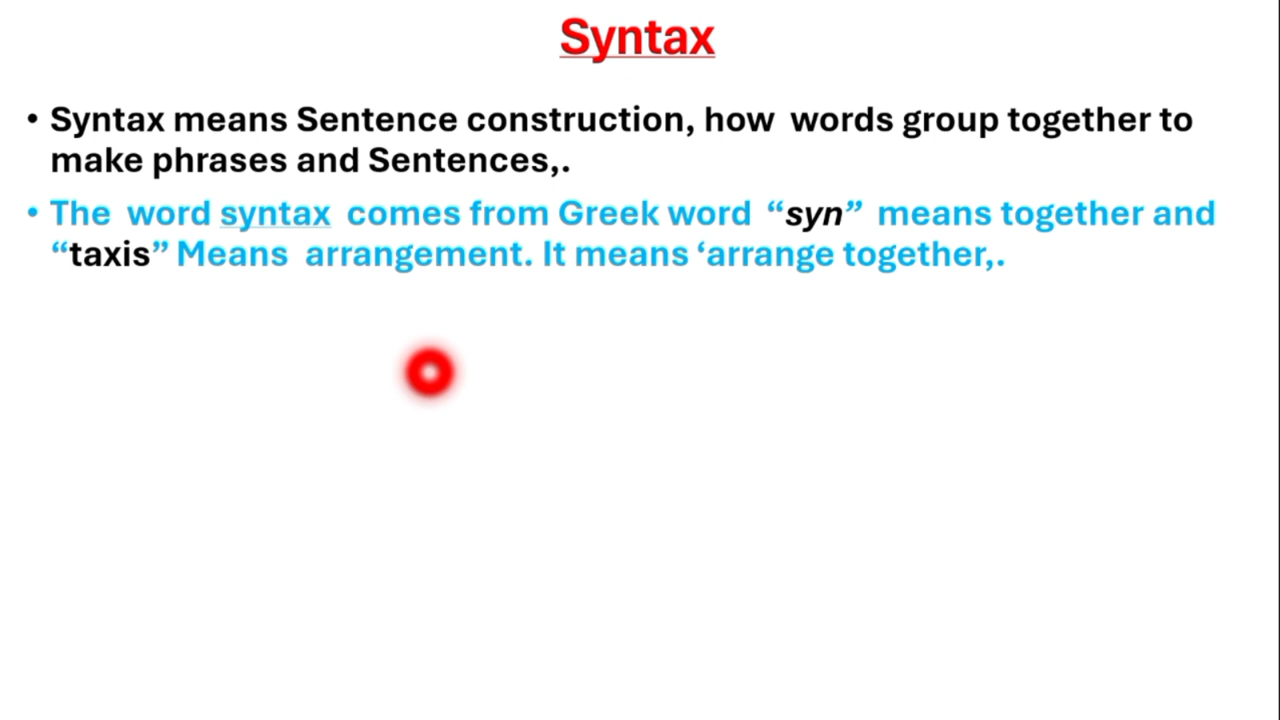 Syntax
• Syntax means Sentence construction, how words group together to
make phrases and Sentences,.
• The word syntax comes from Greek word “syn” means together and
“taxis” Means arrangement. It means ‘arrange together,.